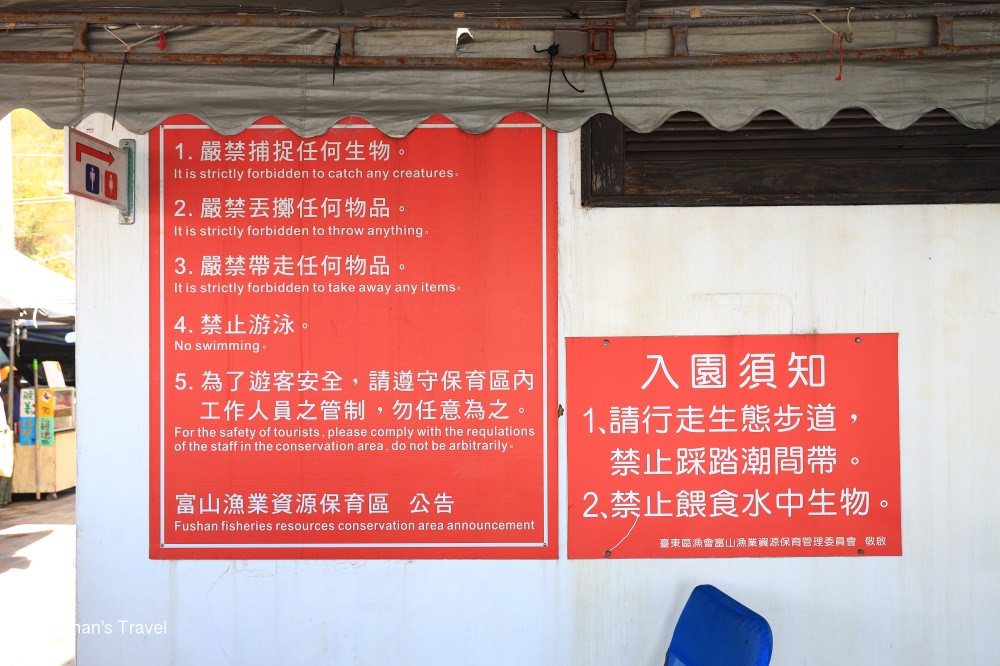 1. 嚴禁捕捉任何生物。
It is strictly forbidden to catch any creatures。
2. 嚴禁丟擲任何物品。
It is strictly forbidden to throw anything。
3. 嚴禁帶走任何物品。
It is strictly forbidden to take away any items。
4. 禁止游泳。
No swimming。
5. 為了遊客安全，請遵守保育區內
工作人員之管制，勿任意為之。
For the safety of tourists, please comply with the requlations
of the staff in the conservation area, do not be arbitrarily。
富山漁業資源保育區 公告
Fushan fisheries resources conservation area announcement
入園須知
1、請行走生態步道，
禁止踩踏潮間帶。
2、禁止餵食水中生物。
臺東區漁會富山漁業資源保育管理委員會 敬啟
han's Travel